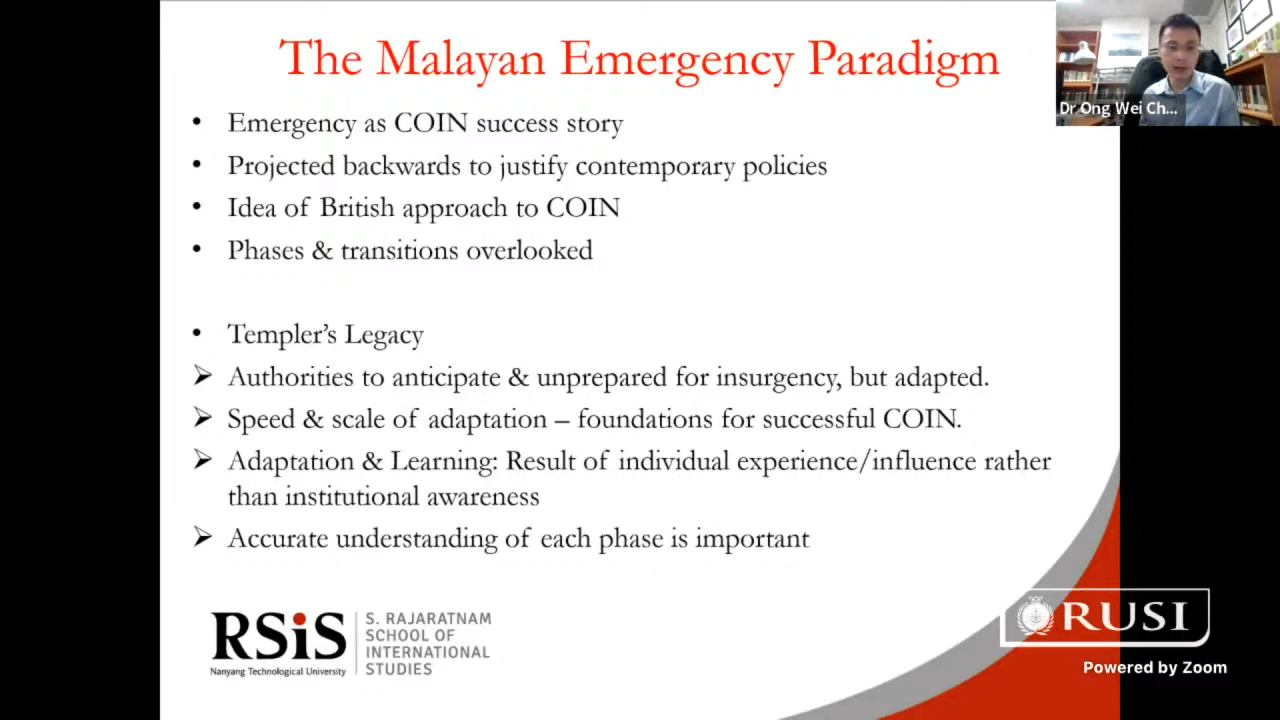 The Malayan Emergency Paradigm
Dr Ong Wei Ch...
• Emergency as COIN success story
• Projected backwards to justify contemporary policies
• Idea of British approach to COIN
• Phases & transitions overlooked
• Templer’s Legacy
➢ Authorities to anticipate & unprepared for insurgency, but adapted.
➢ Speed & scale of adaptation – foundations for successful COIN.
➢ Adaptation & Learning: Result of individual experience/influence rather
than institutional awareness
➢ Accurate understanding of each phase is important
RSiS
Nanyang Technological University
S. RAJARATNAM
SCHOOL OF
INTERNATIONAL
STUDIES
RUSI
Powered by Zoom